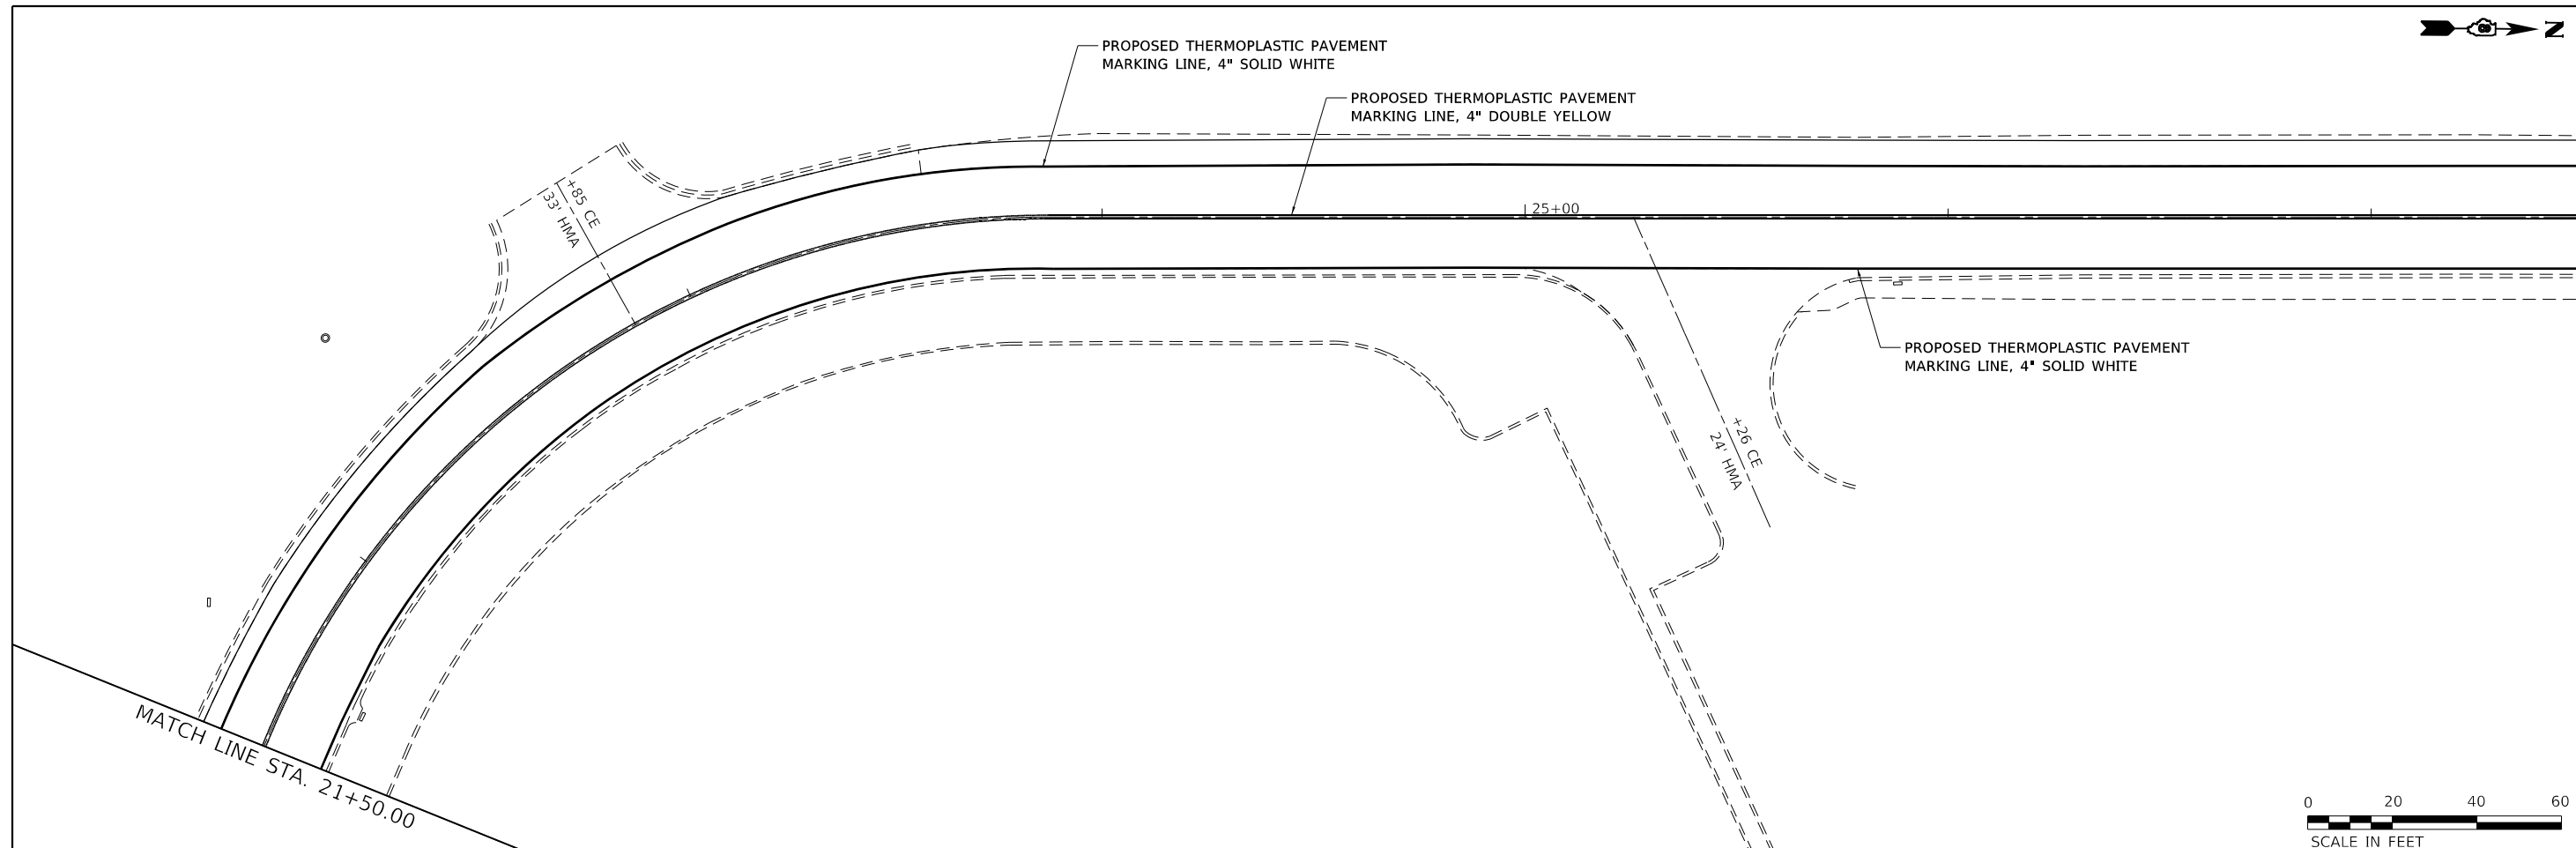 N
PROPOSED THERMOPLASTIC PAVEMENT
MARKING LINE, 4" SOLID WHITE
PROPOSED THERMOPLASTIC PAVEMENT
MARKING LINE, 4" DOUBLE YELLOW
+85 CE
33' HMA
25+00
PROPOSED THERMOPLASTIC PAVEMENT
MARKING LINE, 4" SOLID WHITE
+26 CE
24' HMA
MATCH LINE STA. 21+50.00
0 20 40 60
SCALE IN FEET